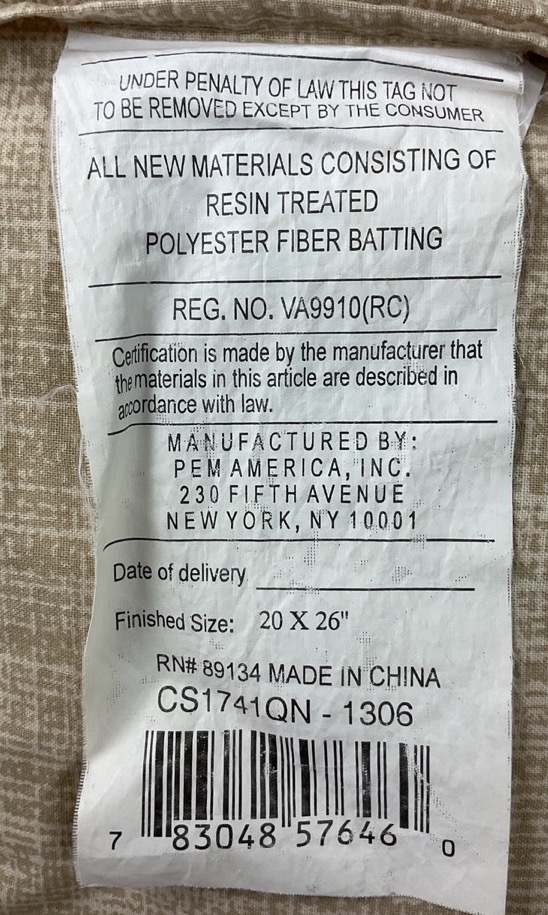 UNDER PENALTY OF LAW THIS TAG NOT
TO BE REMOVED EXCEPT BY THE CONSUMER
ALL NEW MATERIALS CONSISTING OF
RESIN TREATED
POLYESTER FIBER BATTING
REG. NO. VA9910(RC)
Certification is made by the manufacturer that
the materials in this article are described in
accordance with law.
MANUFACTURED BY:
PEM AMERICA, INC.
230 FIFTH AVENUE
NEW YORK, NY 10001
Date of delivery
Finished Size: 20 X 26"
RN# 89134 MADE IN CHINA
CS1741QN - 1306
7 83048 57646 0